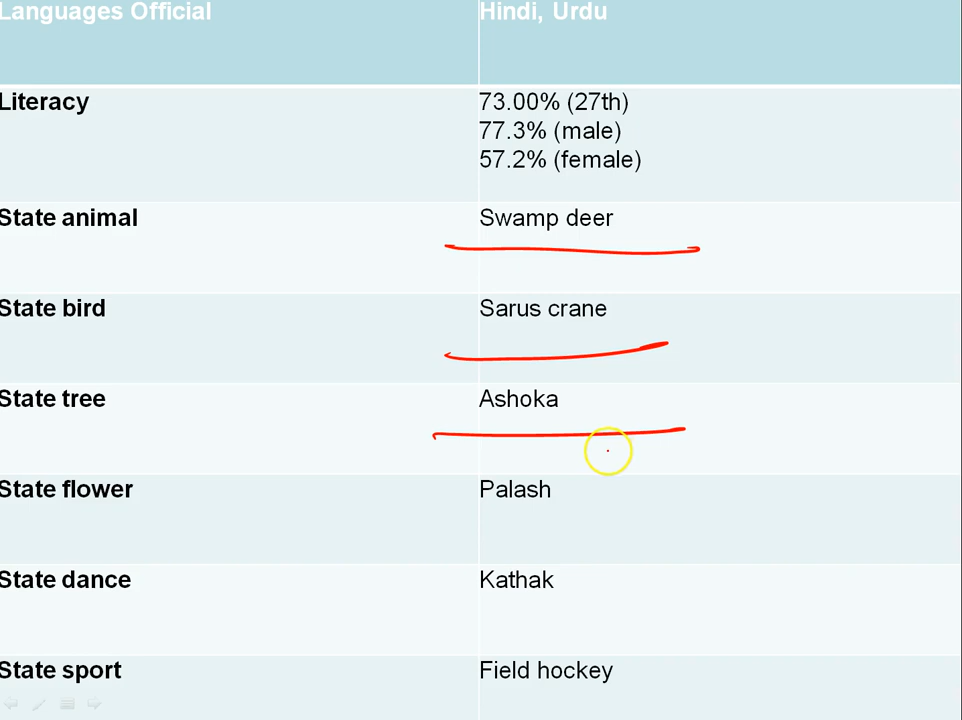 Languages Official
Hindi, Urdu
Literacy
73.00% (27th)
77.3% (male)
57.2% (female)
State animal
Swamp deer
State bird
Sarus crane
State tree
Ashoka
State flower
Palash
State dance
Kathak
State sport
Field hockey